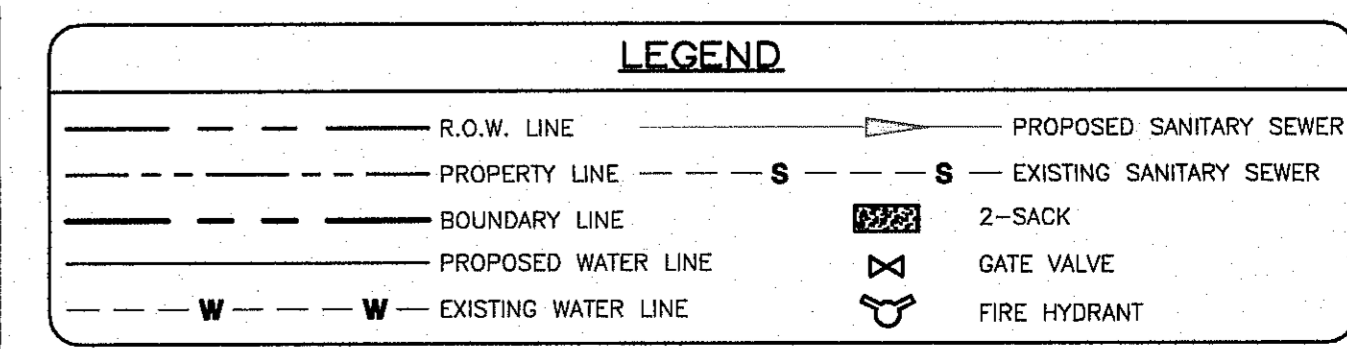 LEGEND
R.O.W. LINE
PROPERTY LINE
BOUNDARY LINE
PROPOSED WATER LINE
W W EXISTING WATER LINE
PROPOSED SANITARY SEWER
S S EXISTING SANITARY SEWER
2-SACK
GATE VALVE
FIRE HYDRANT